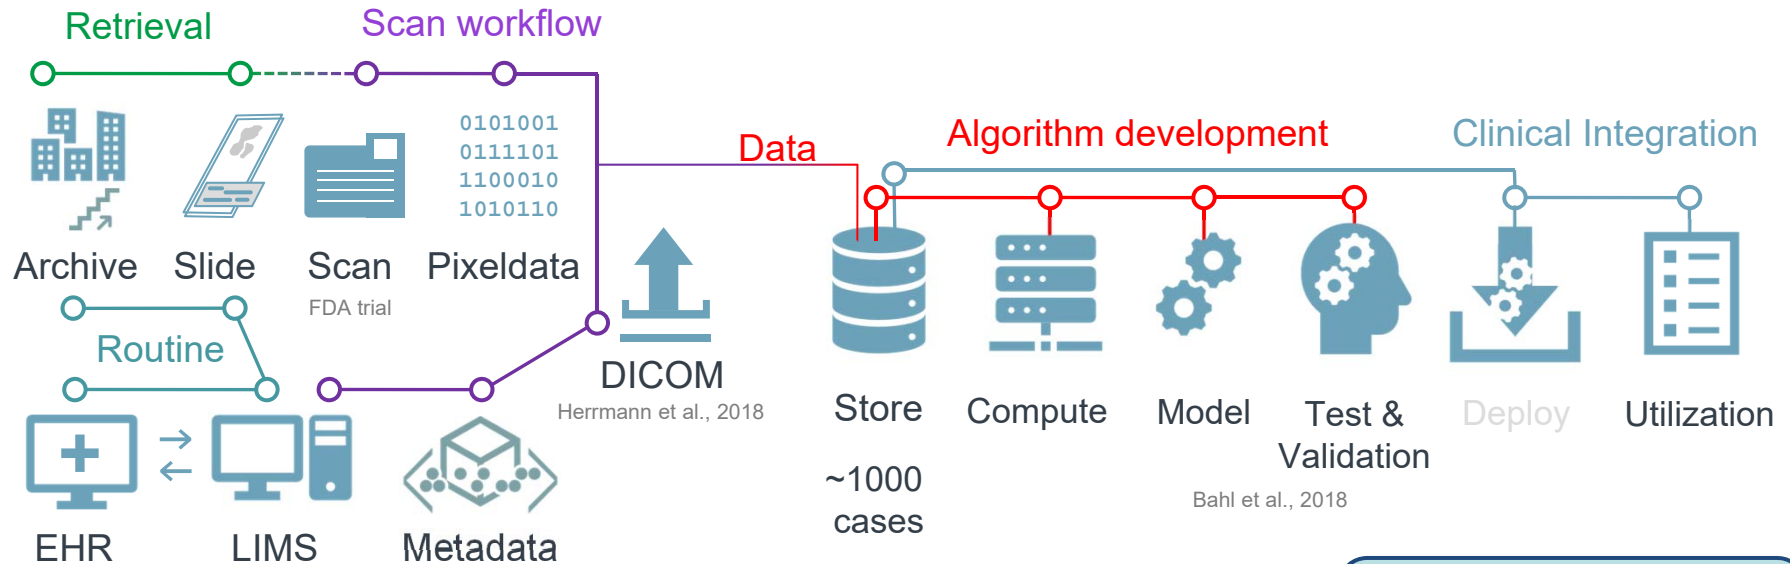 Retrieval
Scan workflow
0101001
0111101
1100010
1010110
Archive
Slide
Scan
Pixeldata
FDA trial
Routine
EHR
LIMS
Metadata
DICOM
Herrmann et al., 2018
Data
Algorithm development
Clinical Integration
Store
Compute
Model
Test &
Validation
Deploy
Utilization
~1000
cases
Bahl et al., 2018